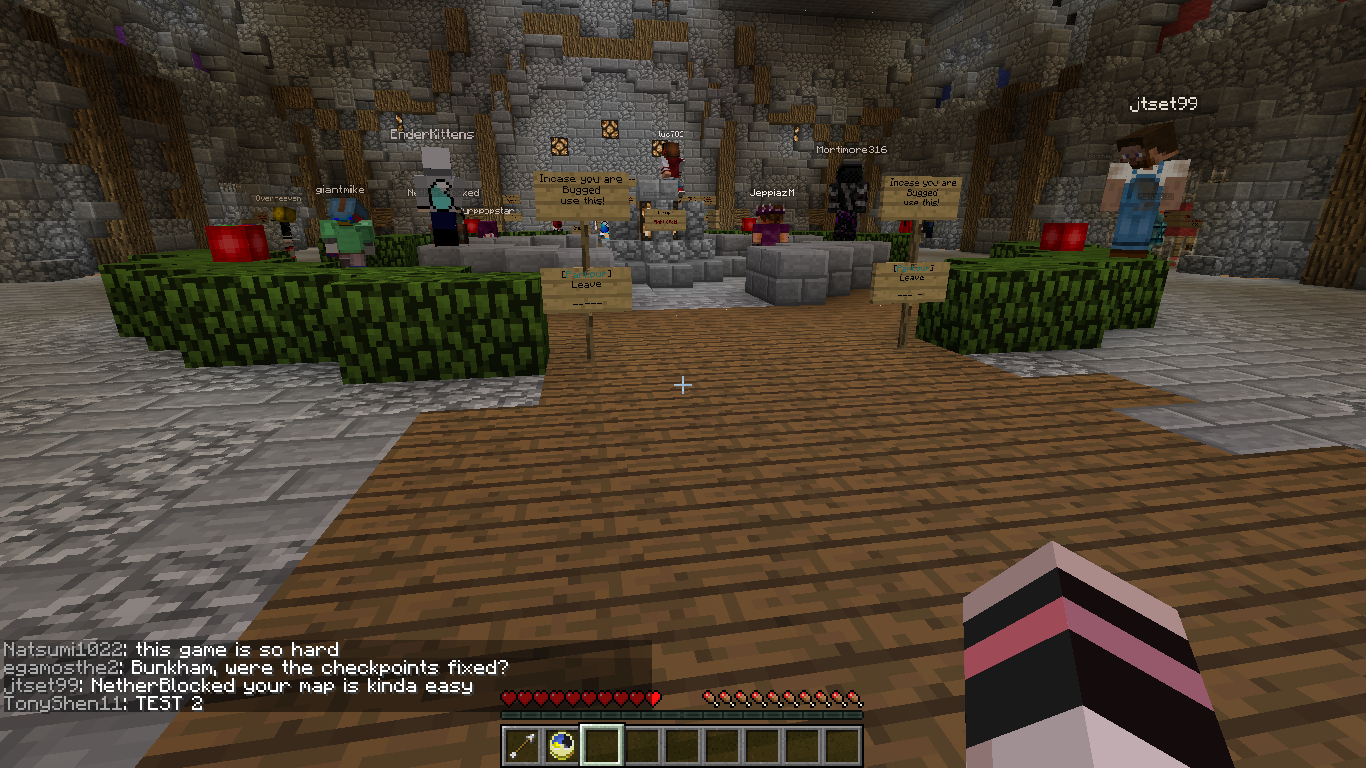 jtset99
EnderKittens
luc703
Mortimore316
giantmike
JeppiazM
Overheaven
Incase you are
Bugged
use this!
Incase you are
Bugged
use this!
Leave
-----
Leave
Natsumi1022: this game is so hard
egamosthe2: Bunkham, were the checkpoints fixed?
jtset99: NetherBlocked your map is kinda easy
TonyShen11: TEST 2